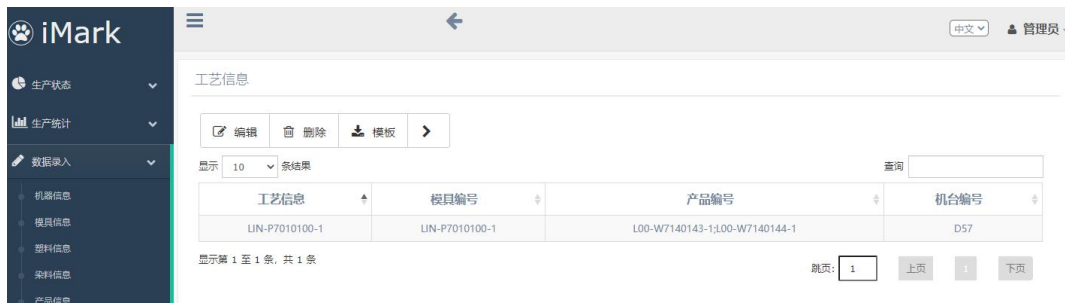 iMark
中文
管理员
生产状态
生产统计
数据录入
机器信息
模具信息
塑料信息
染料信息
产品信息
工艺信息
编辑 删除 模板
显示 10 条结果 查询
工艺信息 模具编号 产品编号 机台编号
LIN-P7010100-1 LIN-P7010100-1 L00-W7140143-1;L00-W7140144-1 D57
显示第 1 至 1 条, 共 1 条
跳页: 1 上页 1 下页